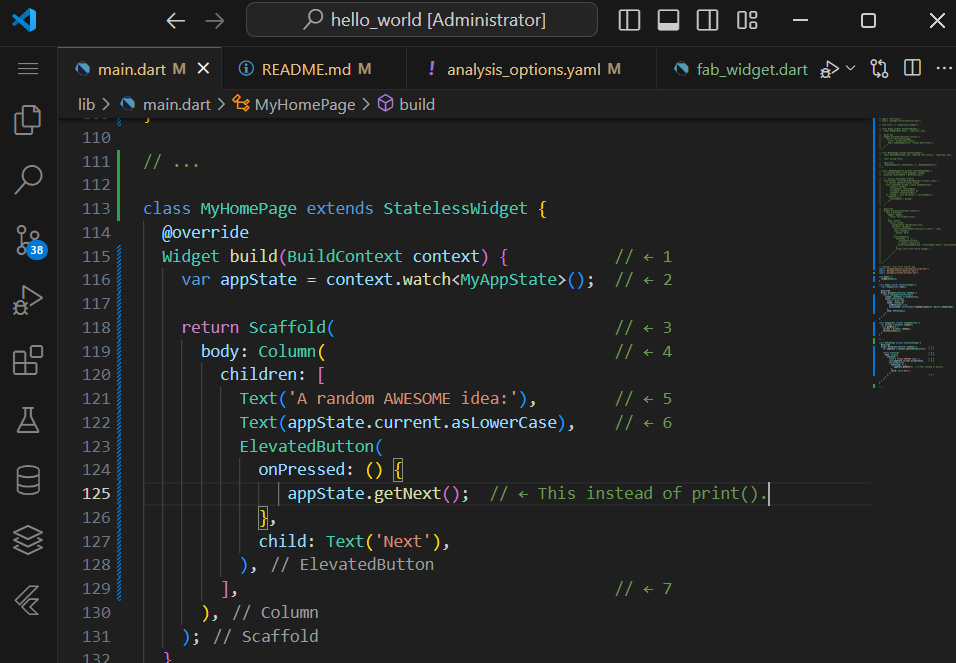 hello_world [Administrator]
main.dart M
README.md M
analysis_options.yaml M
fab_widget.dart
lib > main.dart > MyHomePage > build
110
111 // ...
112
113 class MyHomePage extends StatelessWidget {
114 @override
115 Widget build(BuildContext context) { // ← 1
116 var appState = context.watch<MyAppState>(); // ← 2
117
118 return Scaffold( // ← 3
119 body: Column( // ← 4
120 children: [
121 Text('A random AWESOME idea:'), // ← 5
122 Text(appState.current.asLowerCase), // ← 6
123 ElevatedButton(
124 onPressed: () {
125 appState.getNext(); // ← This instead of print().
126 },
127 child: Text('Next'),
128 ), // ElevatedButton
129 ], // ← 7
130 ), // Column
131 ); // Scaffold
132 }
38